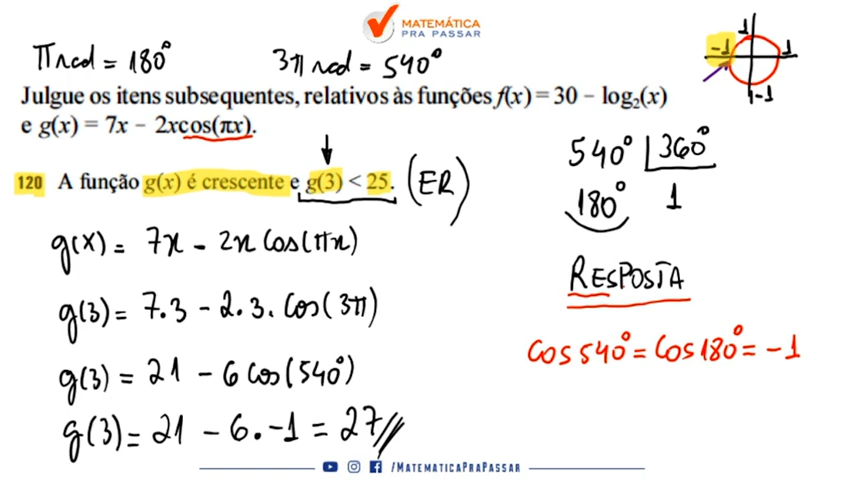 MATEMÁTICA
PRA PASSAR
π rad = 180°
3π rad = 540°
1
-1
1
-1
Julgue os itens subsequentes, relativos às funções f(x) = 30 – log₂(x)
e g(x) = 7x – 2xcos(πx).
120 A função g(x) é crescente e g(3) < 25. (ER)
540° 360°
180° 1
g(x) = 7x - 2x cos(πx)
g(3) = 7.3 - 2.3. cos(3π)
g(3) = 21 - 6 cos(540°)
g(3) = 21 - 6. -1 = 27//
RESPOSTA
cos 540° = cos 180° = -1
/MATEMATICAPRAPASSAR